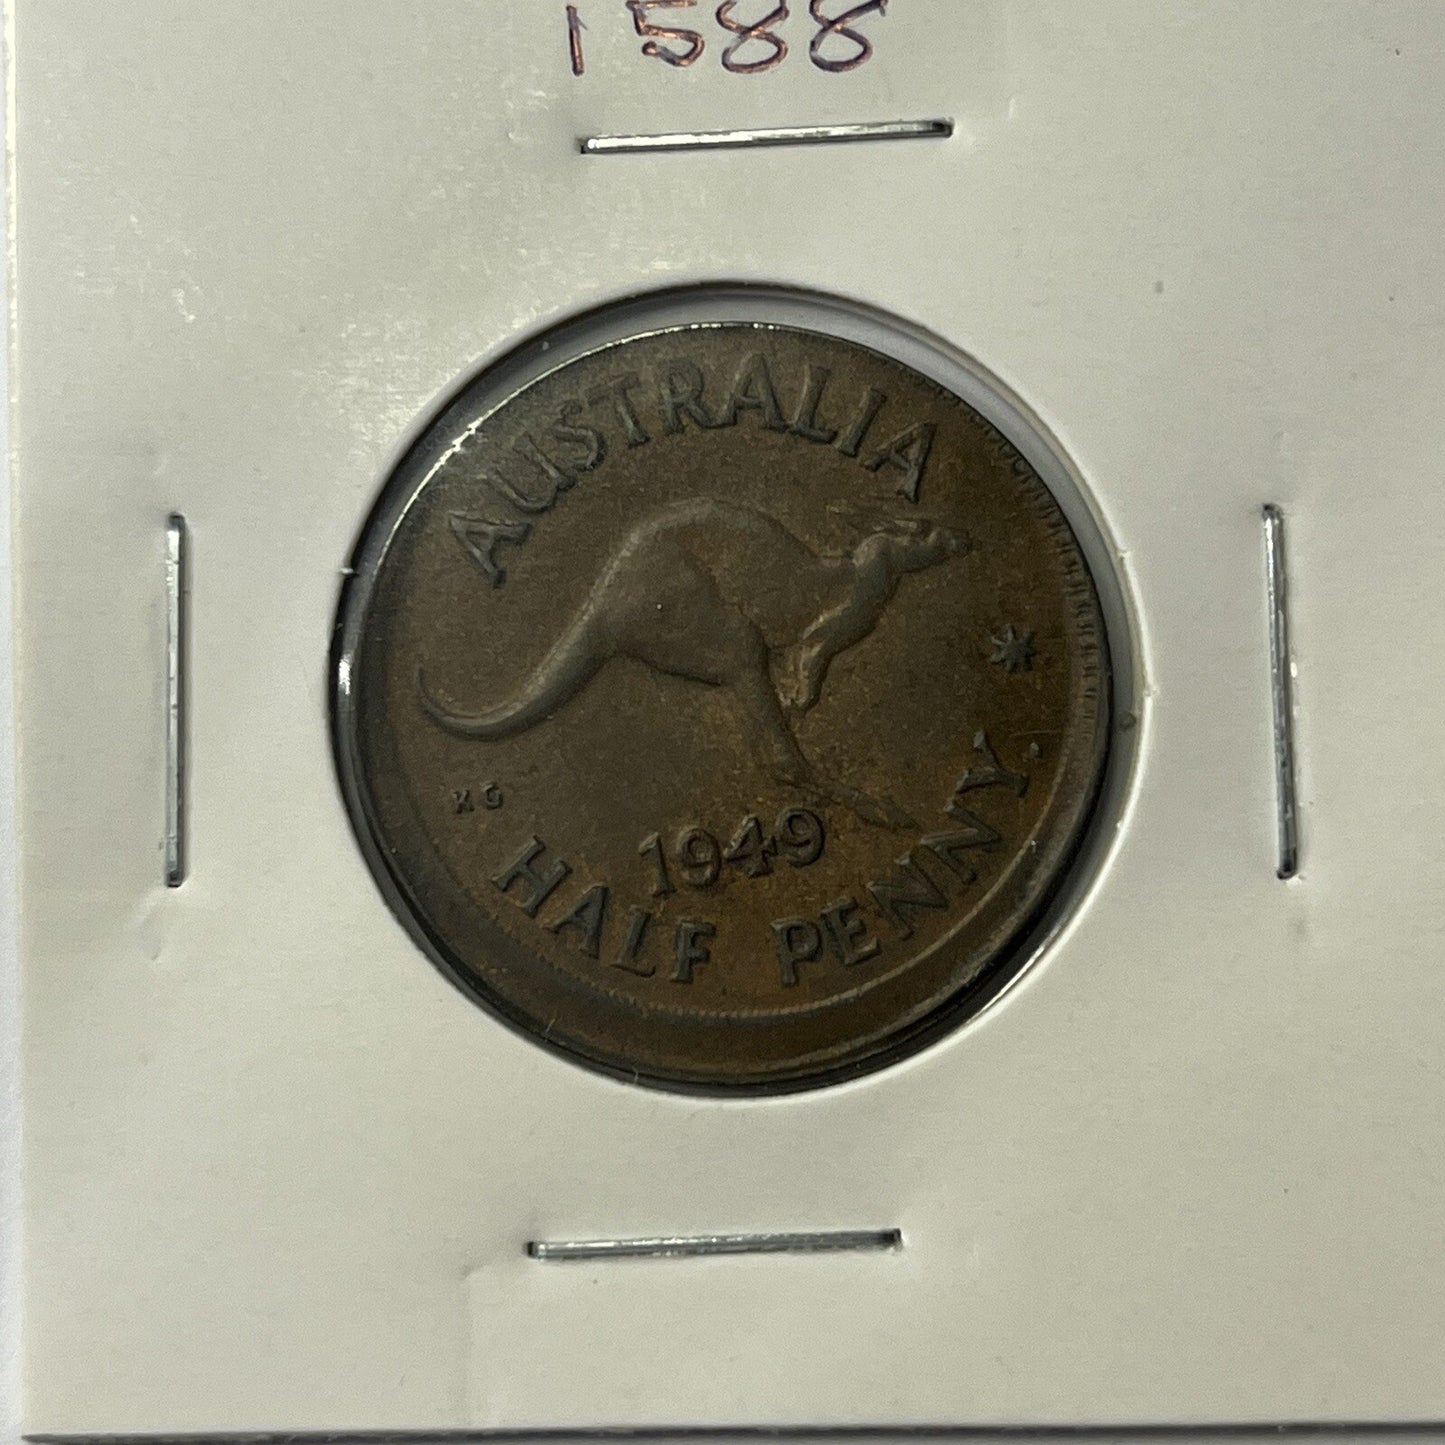 1588
AUSTRALIA
KG
1949
HALF PENNY.